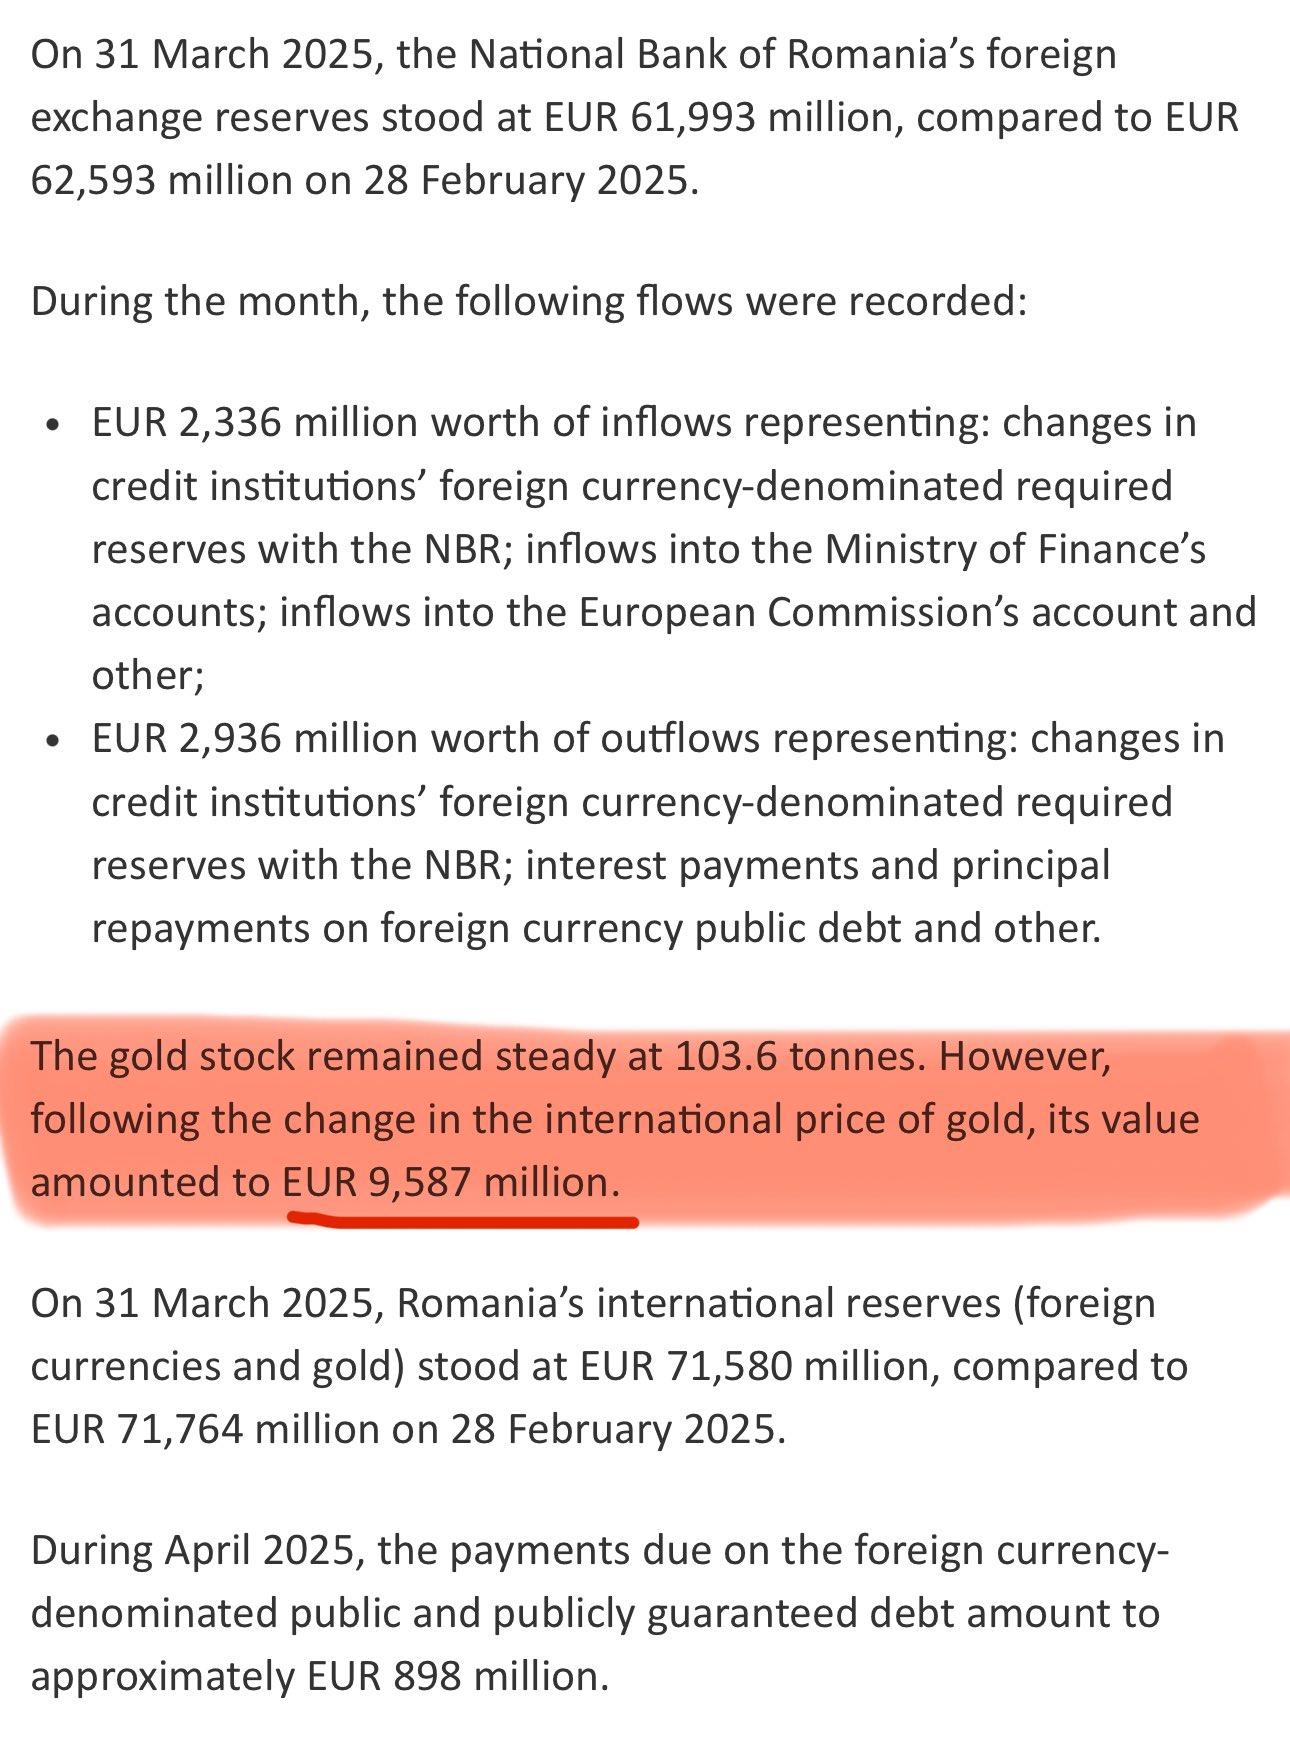 On 31 March 2025, the National Bank of Romania’s foreign
exchange reserves stood at EUR 61,993 million, compared to EUR
62,593 million on 28 February 2025.
During the month, the following flows were recorded:
• EUR 2,336 million worth of inflows representing: changes in
credit institutions’ foreign currency-denominated required
reserves with the NBR; inflows into the Ministry of Finance’s
accounts; inflows into the European Commission’s account and
other;
• EUR 2,936 million worth of outflows representing: changes in
credit institutions’ foreign currency-denominated required
reserves with the NBR; interest payments and principal
repayments on foreign currency public debt and other.
The gold stock remained steady at 103.6 tonnes. However,
following the change in the international price of gold, its value
amounted to EUR 9,587 million.
On 31 March 2025, Romania’s international reserves (foreign
currencies and gold) stood at EUR 71,580 million, compared to
EUR 71,764 million on 28 February 2025.
During April 2025, the payments due on the foreign currency-
denominated public and publicly guaranteed debt amount to
approximately EUR 898 million.